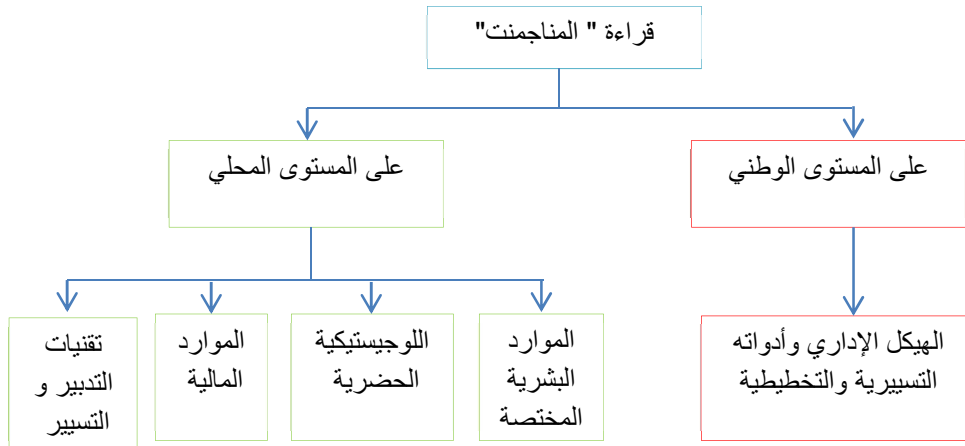 قراءة " المناجمنت"
على المستوى الوطني
على المستوى المحلي
الهيكل الإداري وأدواته
التسييرية والتخطيطية
الموارد
البشرية
المختصة
اللوجيستيكية
الحضرية
الموارد
المالية
تقنيات
التدبير و
التسيير